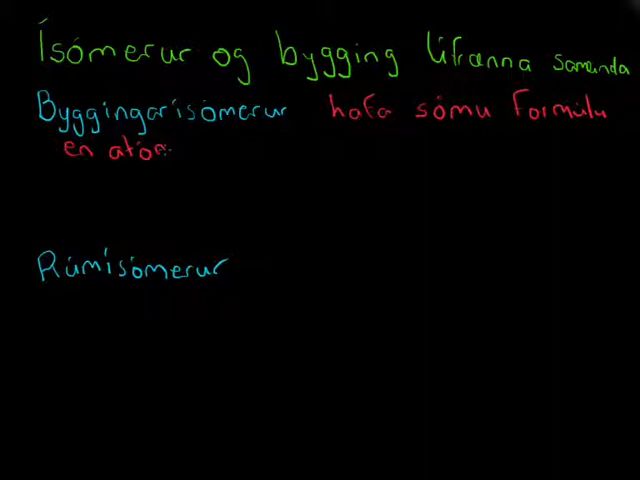 Ísómerur og bygging lífrænna samanda
Byggingarísómerur hafa sömu formúlu
en atóm
Rúmísómerur